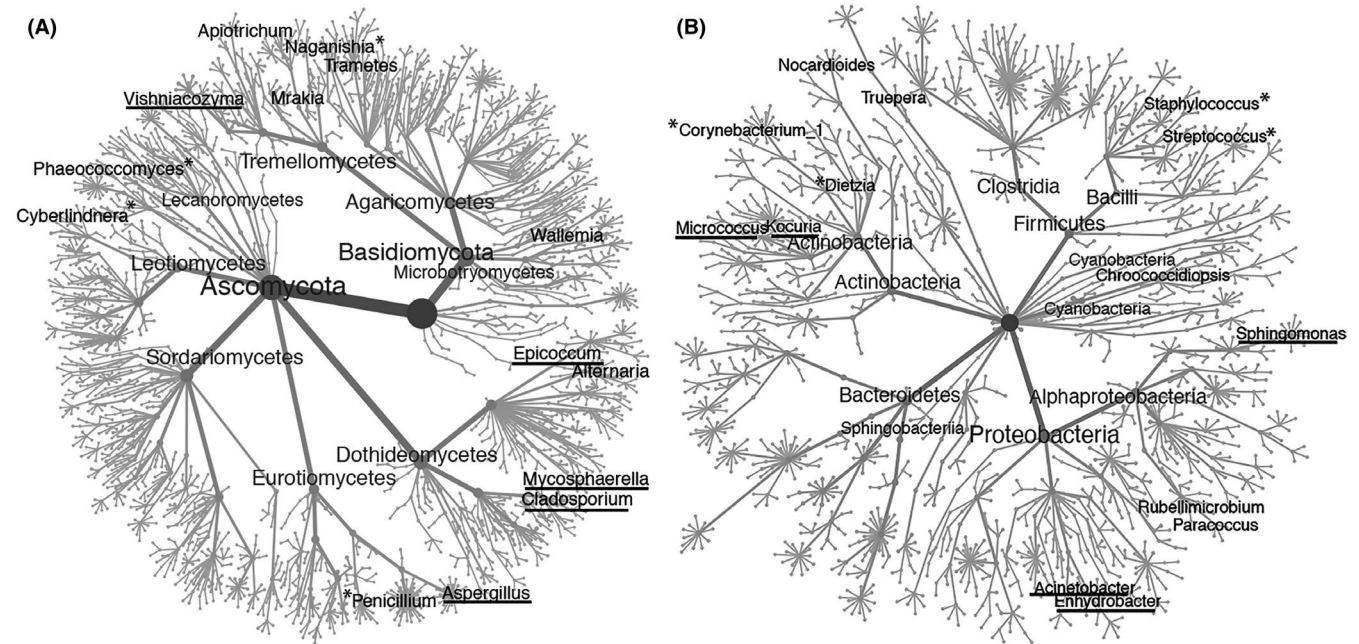 (A)
Apiotrichum
Naganishia*
Trametes
Vishniacozyma
Mrakia
Tremellomycetes
Phaeococcomyces*
Lecanoromycetes
Cyberlindnera*
Agaricomycetes
Wallemia
Basidiomycota
Microbotryomycetes
Leotiomycetes
Ascomycota
Sordariomycetes
Epicoccum
Alternaria
Dothideomycetes
Eurotiomycetes
Mycosphaerella
Cladosporium
*Penicillium
Aspergillus
(B)
Nocardioides
Truepera
Staphylococcus*
*Corynebacterium_1
Streptococcus*
*Dietzia
Clostridia
Bacilli
Micrococcus
Kocuria
Firmicutes
Actinobacteria
Cyanobacteria
Chroococcidiopsis
Actinobacteria
Cyanobacteria
Sphingomonas
Bacteroidetes
Alphaproteobacteria
Sphingobacteriia
Proteobacteria
Rubellimicrobium
Paracoccus
Acinetobacter
Enhydrobacter